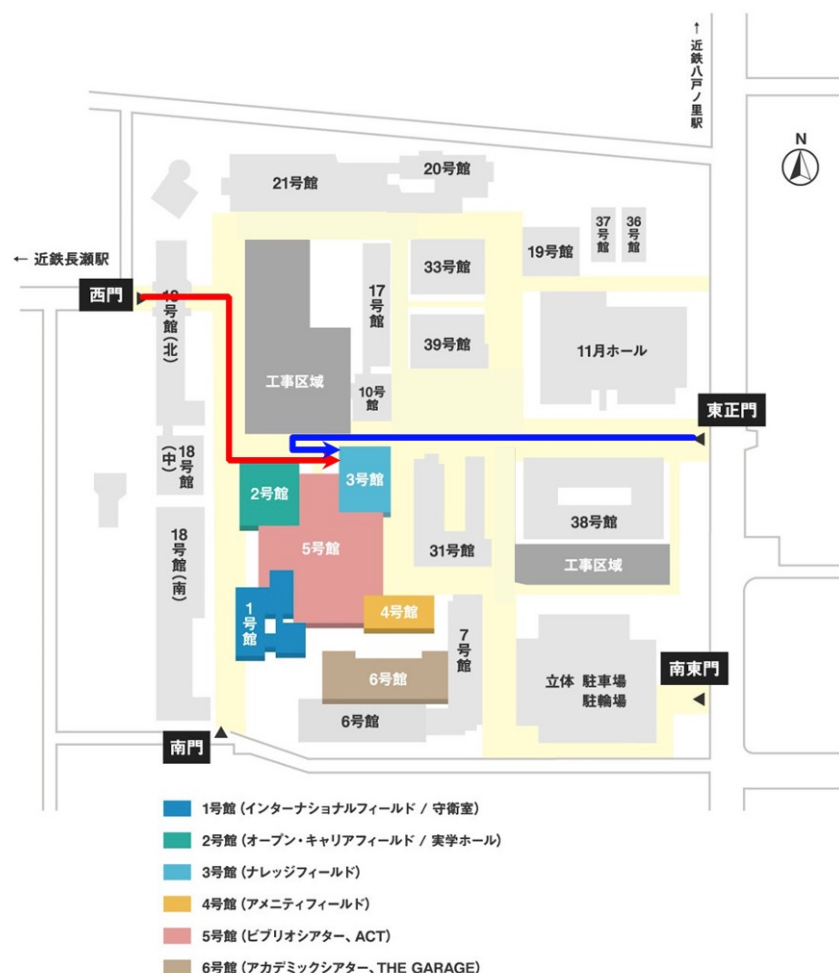 ↑近鉄八戸ノ里駅
N
21号館
20号館
37号館
36号館
19号館
33号館
← 近鉄長瀬駅
西門
18号館(北)
17号館
39号館
11月ホール
工事区域
10号館
東正門
18号館(中)
3号館
2号館
38号館
18号館(南)
5号館
31号館
工事区域
1号館
4号館
7号館
南東門
6号館
立体 駐車場
駐輪場
6号館
南門
1号館 (インターナショナルフィールド / 守衛室)
2号館 (オープン・キャリアフィールド / 実学ホール)
3号館 (ナレッジフィールド)
4号館 (アメニティフィールド)
5号館 (ビブリオシアター、ACT)
6号館 (アカデミックシアター、THE GARAGE)